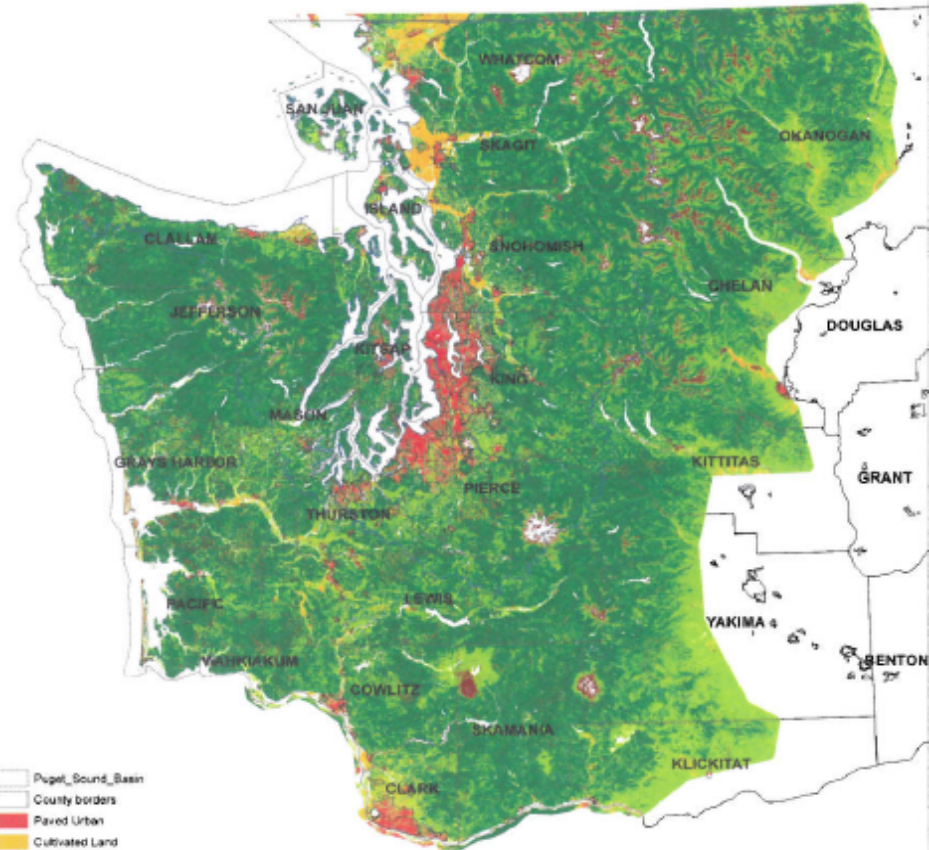 WHATCOM
SAN JUAN
OKANOGAN
SKAGIT
ISLAND
CLALLAM
SNOHOMISH
CHELAN
JEFFERSON
DOUGLAS
KITSAP
KING
MASON
GRAYS HARBOR
KITTITAS
GRANT
PIERCE
THURSTON
LEWIS
PACIFIC
YAKIMA
WAHKIAKUM
BENTON
COWLITZ
SKAMANIA
KLICKITAT
CLARK
Puget_Sound_Basin
County borders
Paved Urban
Cultivated Land